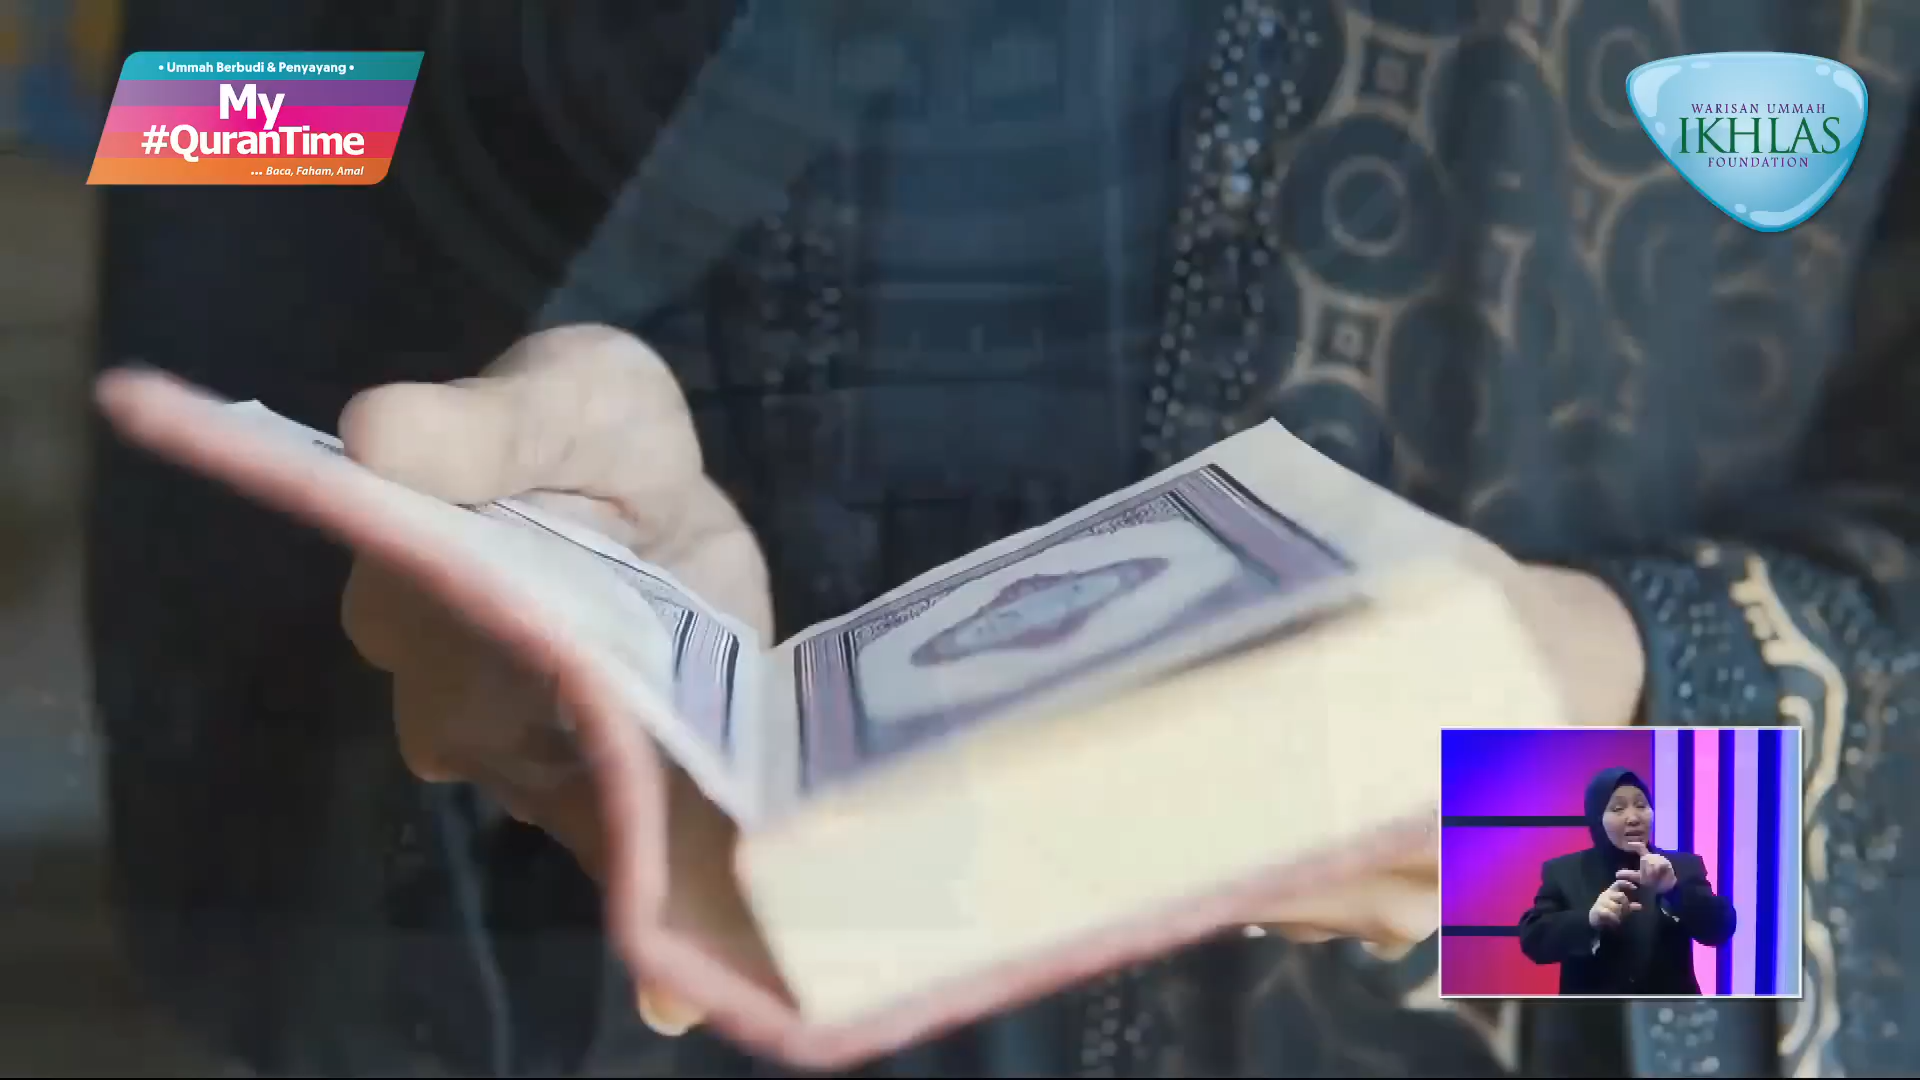 • Ummah Berbudi & Penyayang •
My
#QuranTime
... Baca, Faham, Amal
WARISAN UMMAH
IKHLAS
FOUNDATION